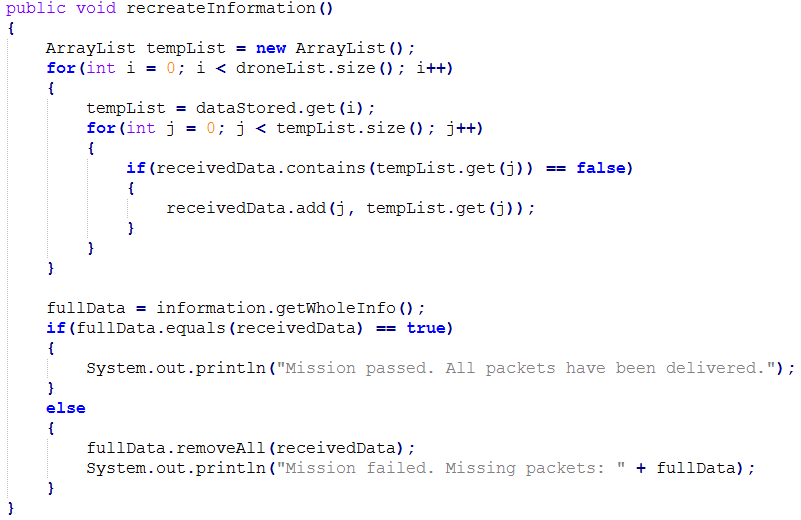 public void recreateInformation()
{
    ArrayList tempList = new ArrayList();
    for(int i = 0; i < droneList.size(); i++)
    {
        tempList = dataStored.get(i);
        for(int j = 0; j < tempList.size(); j++)
        {
            if(receivedData.contains(tempList.get(j)) == false)
            {
                receivedData.add(j, tempList.get(j));
            }
        }
    }

    fullData = information.getWholeInfo();
    if(fullData.equals(receivedData) == true)
    {
        System.out.println("Mission passed. All packets have been delivered.");
    }
    else
    {
        fullData.removeAll(receivedData);
        System.out.println("Mission failed. Missing packets: " + fullData);
    }
}